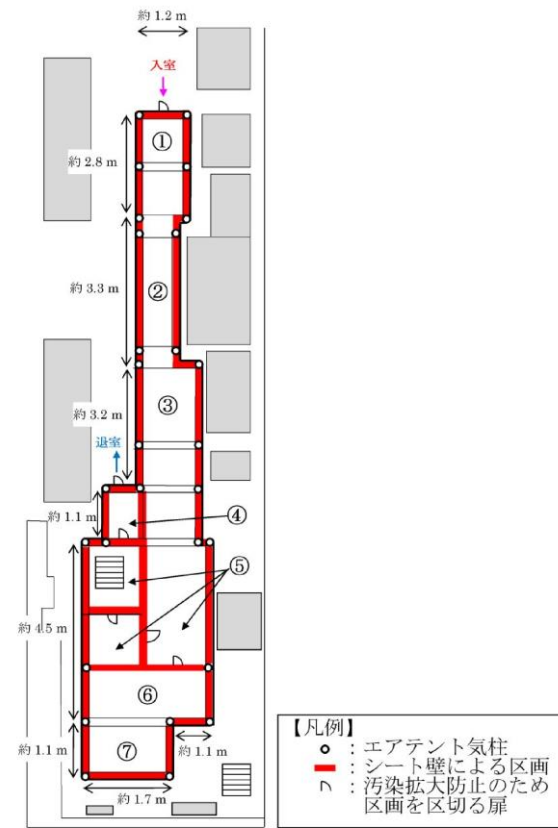 約 1.2 m
入室
①
約 2.8 m
約 3.3 m
②
③
約 3.2 m
退室
約 1.1 m
④
⑤
約 4.5 m
⑥
約 1.1 m
⑦
約 1.1 m
約 1.7 m
【凡例】
：エアテント気柱
：シート壁による区画
：汚染拡大防止のため
区画を区切る扉